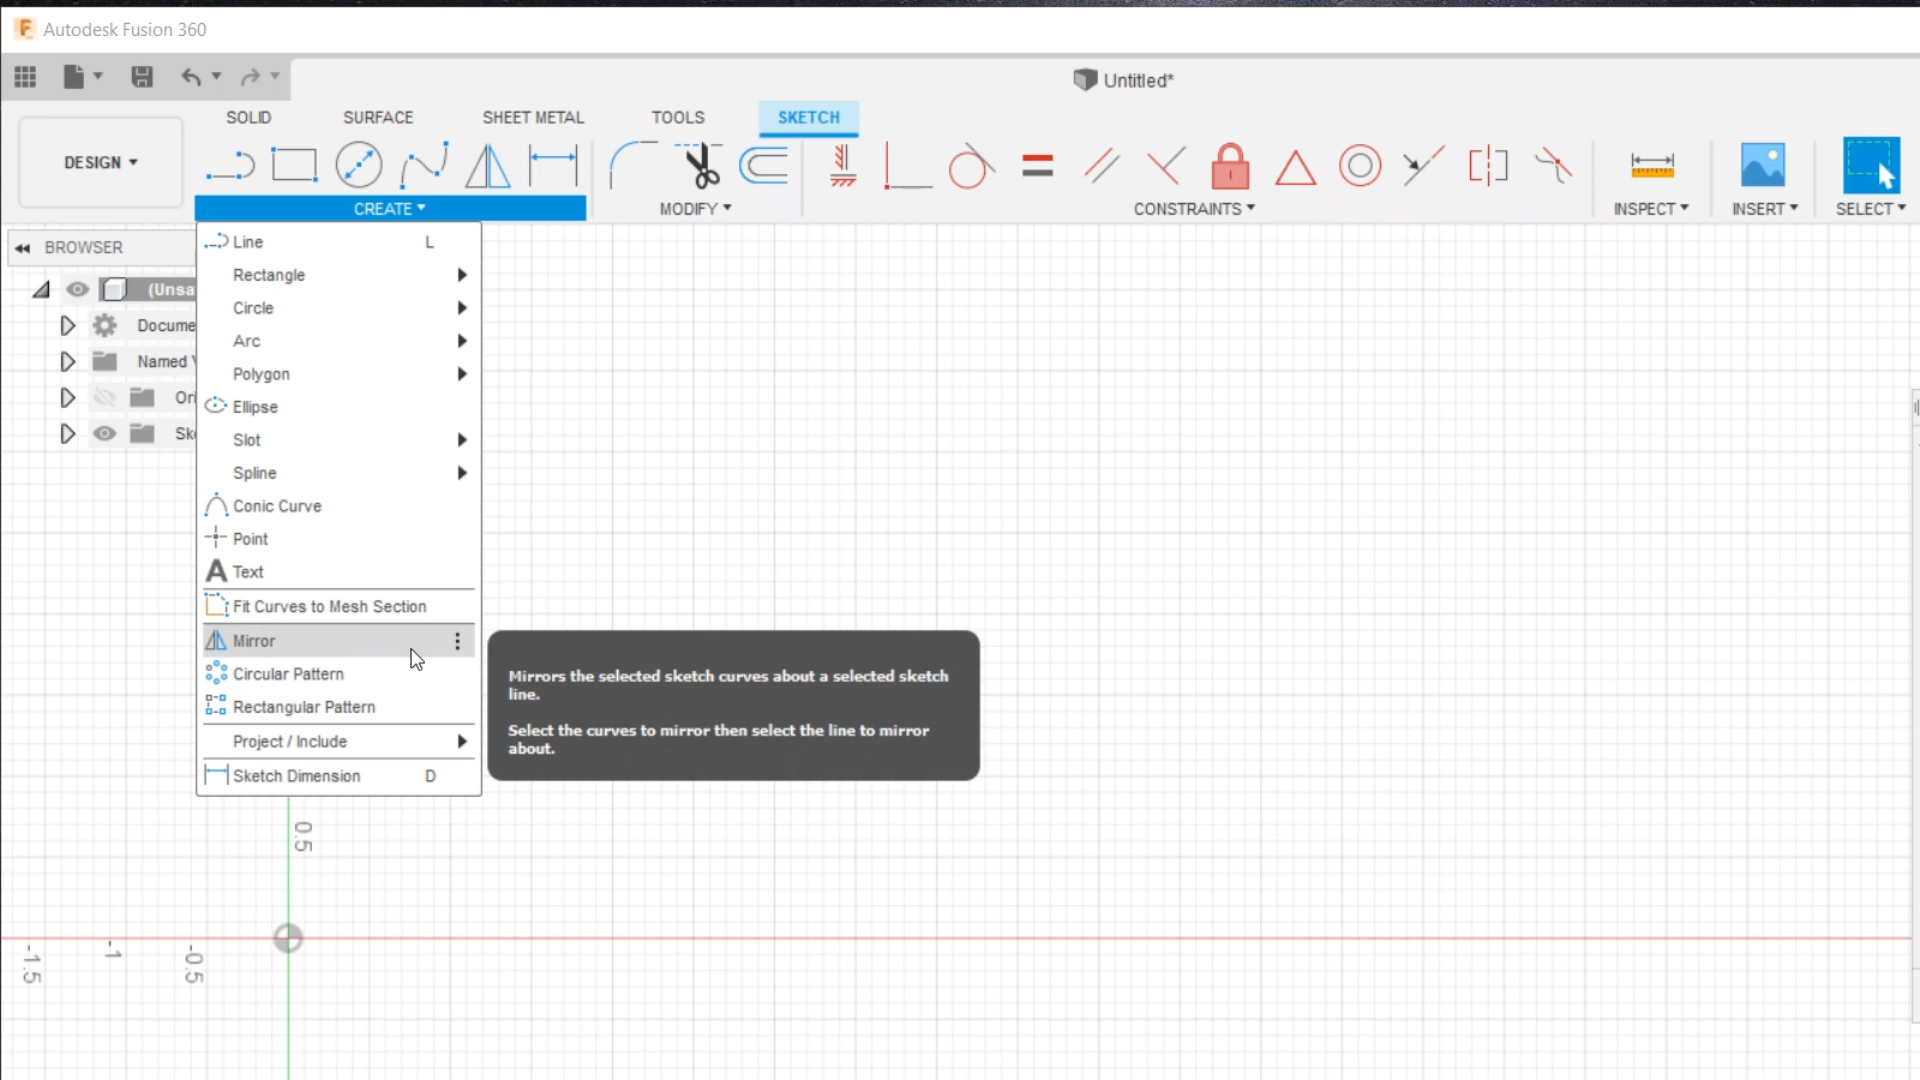 Autodesk Fusion 360
Untitled*
SOLID SURFACE SHEET METAL TOOLS SKETCH
DESIGN
CREATE MODIFY CONSTRAINTS INSPECT INSERT SELECT
BROWSER
(Unsa
Docume
Named V
Ori
Ske
Line L
Rectangle
Circle
Arc
Polygon
Ellipse
Slot
Spline
Conic Curve
Point
A Text
Fit Curves to Mesh Section
Mirror
Circular Pattern
Rectangular Pattern
Project / Include
Sketch Dimension D
Mirrors the selected sketch curves about a selected sketch
line.
Select the curves to mirror then select the line to mirror
about.
0.5
-1.5
-1
-0.5